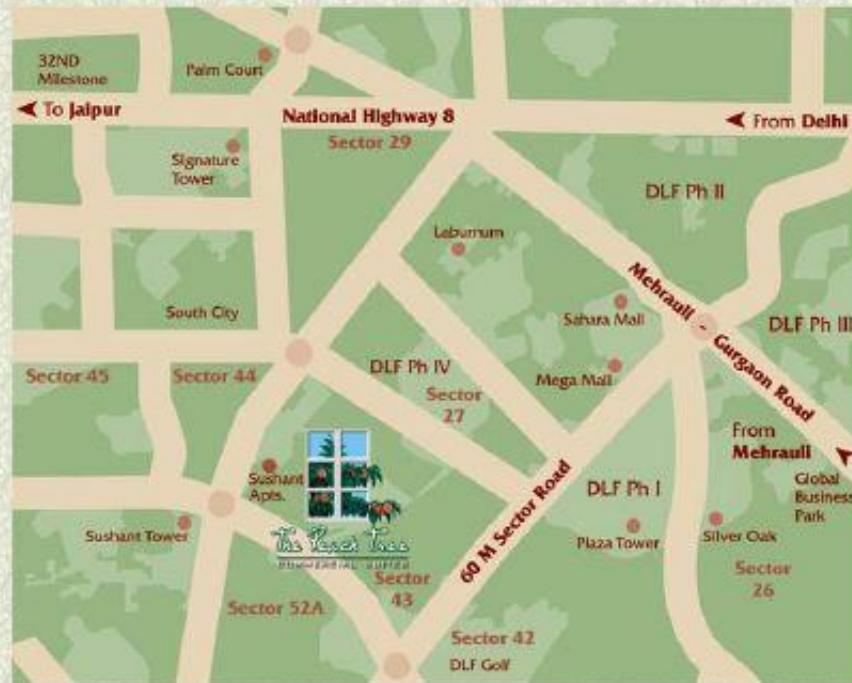 32ND
Milestone
Palm Court
To Jaipur
National Highway 8
From Delhi
Sector 29
Signature
Tower
DLF Ph II
Laburnum
Mehrauli - Gurgaon Road
South City
Sahara Mall
DLF Ph III
Sector 45
Sector 44
DLF Ph IV
Mega Mall
Sector
27
From
Mehrauli
Global
Business
Park
Sushant
Apts.
DLF Ph I
60 M Sector Road
Sushant Tower
The Peach Tree
COMMERCIAL SUITES
Plaza Tower
Silver Oak
Sector
43
Sector
26
Sector 52A
Sector 42
DLF Golf